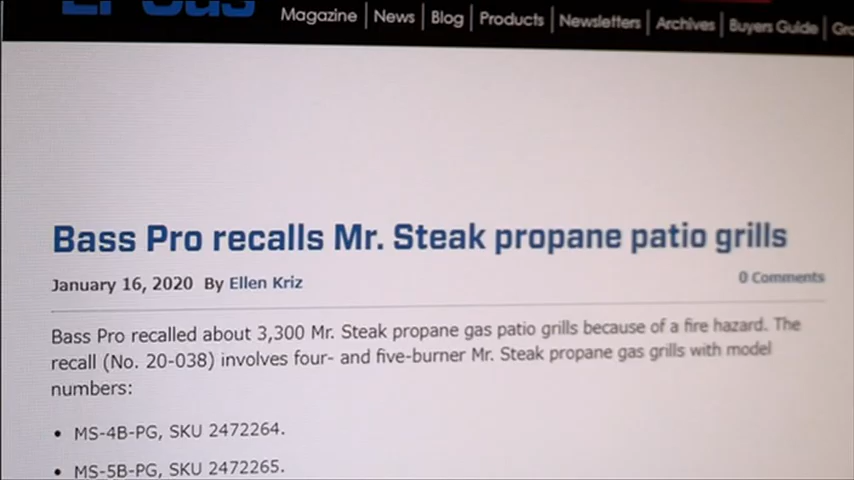 LPGas
Magazine | News | Blog | Products | Newsletters | Archives | Buyers Guide | Gro
Bass Pro recalls Mr. Steak propane patio grills
January 16, 2020 By Ellen Kriz
0 Comments
Bass Pro recalled about 3,300 Mr. Steak propane gas patio grills because of a fire hazard. The
recall (No. 20-038) involves four- and five-burner Mr. Steak propane gas grills with model
numbers:
• MS-4B-PG, SKU 2472264.
• MS-5B-PG, SKU 2472265.